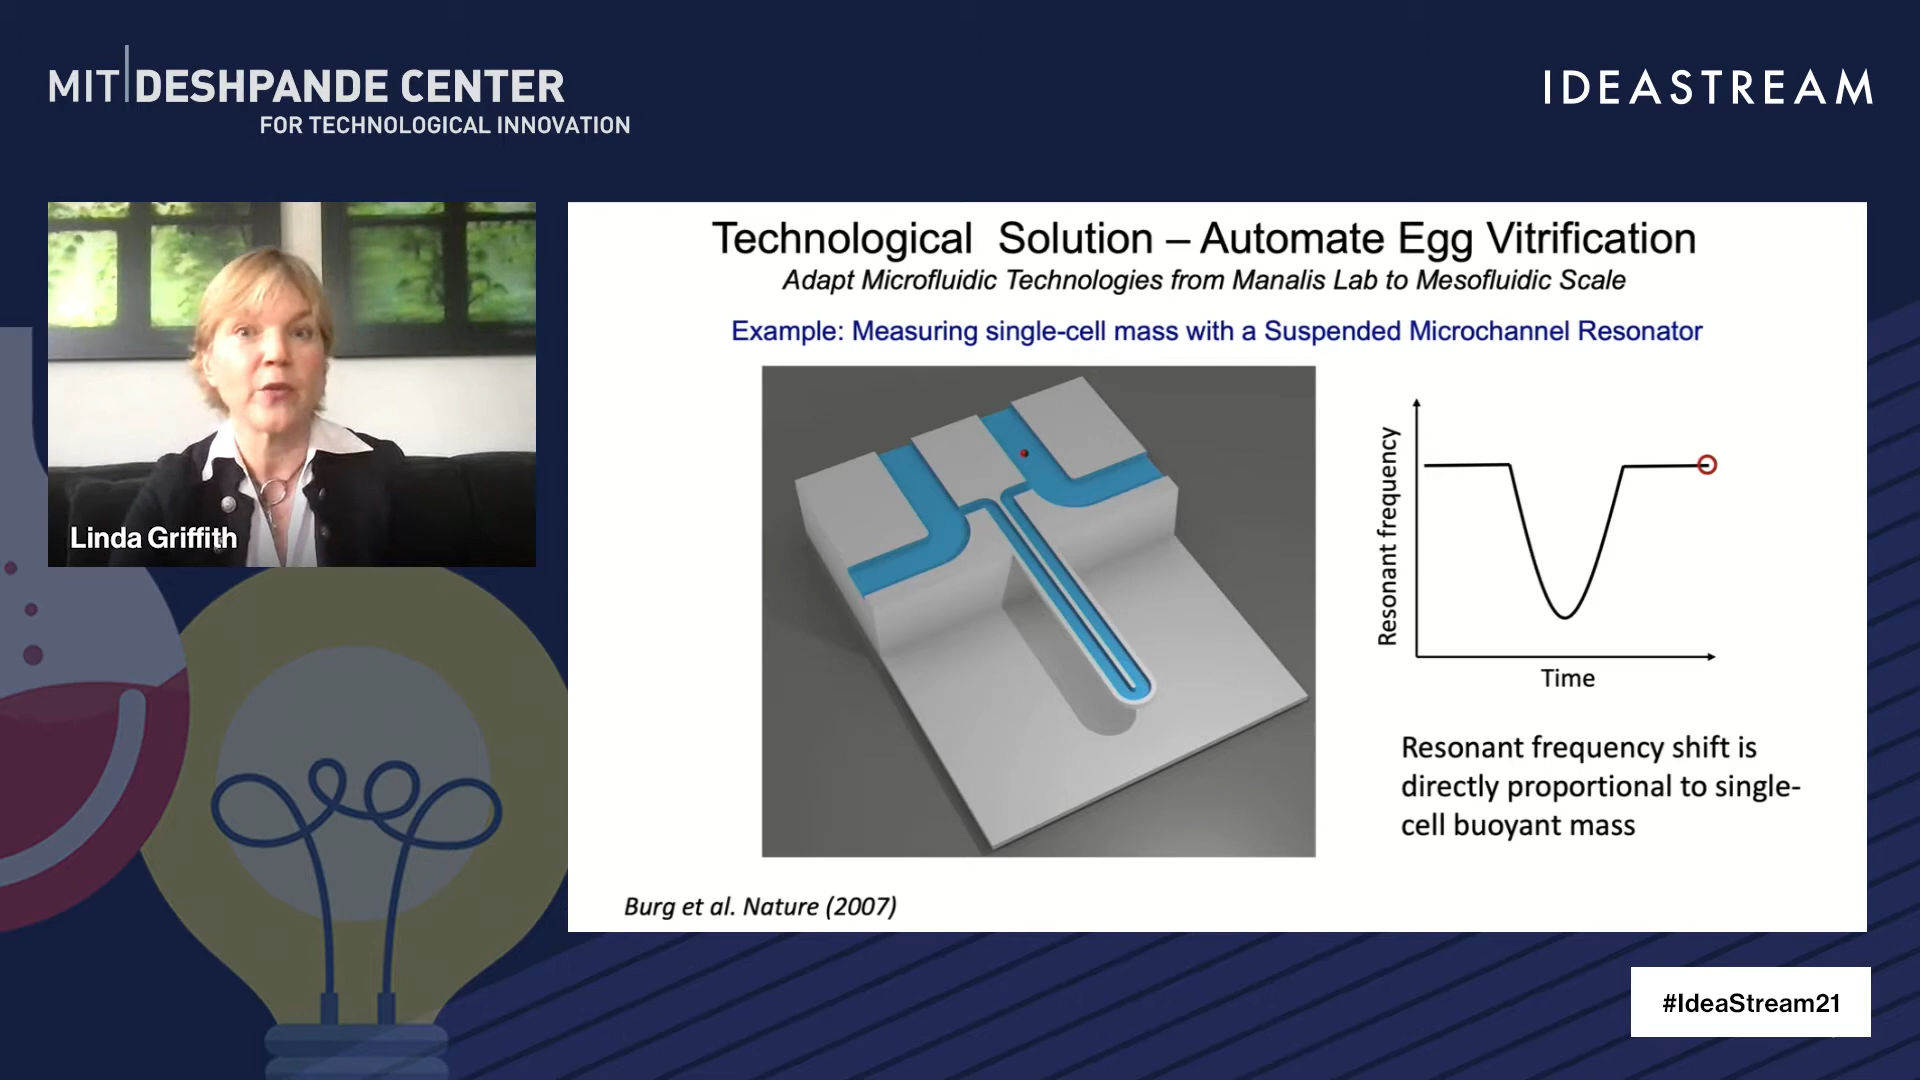 MIT DESHPANDE CENTER
FOR TECHNOLOGICAL INNOVATION
IDEASTREAM
Linda Griffith
Technological Solution – Automate Egg Vitrification
Adapt Microfluidic Technologies from Manalis Lab to Mesofluidic Scale
Example: Measuring single-cell mass with a Suspended Microchannel Resonator
Resonant frequency
Time
Resonant frequency shift is
directly proportional to single-
cell buoyant mass
Burg et al. Nature (2007)
#IdeaStream21